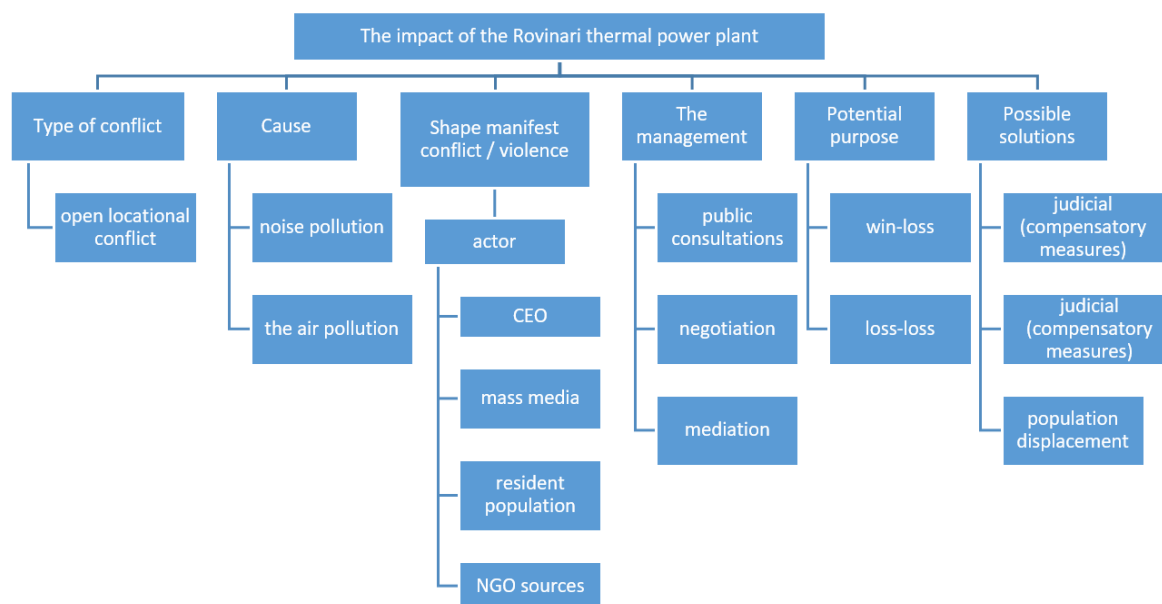 The impact of the Rovinari thermal power plant
Type of conflict
open locational
conflict
Cause
noise pollution
the air pollution
Shape manifest
conflict / violence
actor
CEO
mass media
resident
population
NGO sources
The
management
public
consultations
negotiation
mediation
Potential
purpose
win-loss
loss-loss
Possible
solutions
judicial
(compensatory
measures)
judicial
(compensatory
measures)
population
displacement